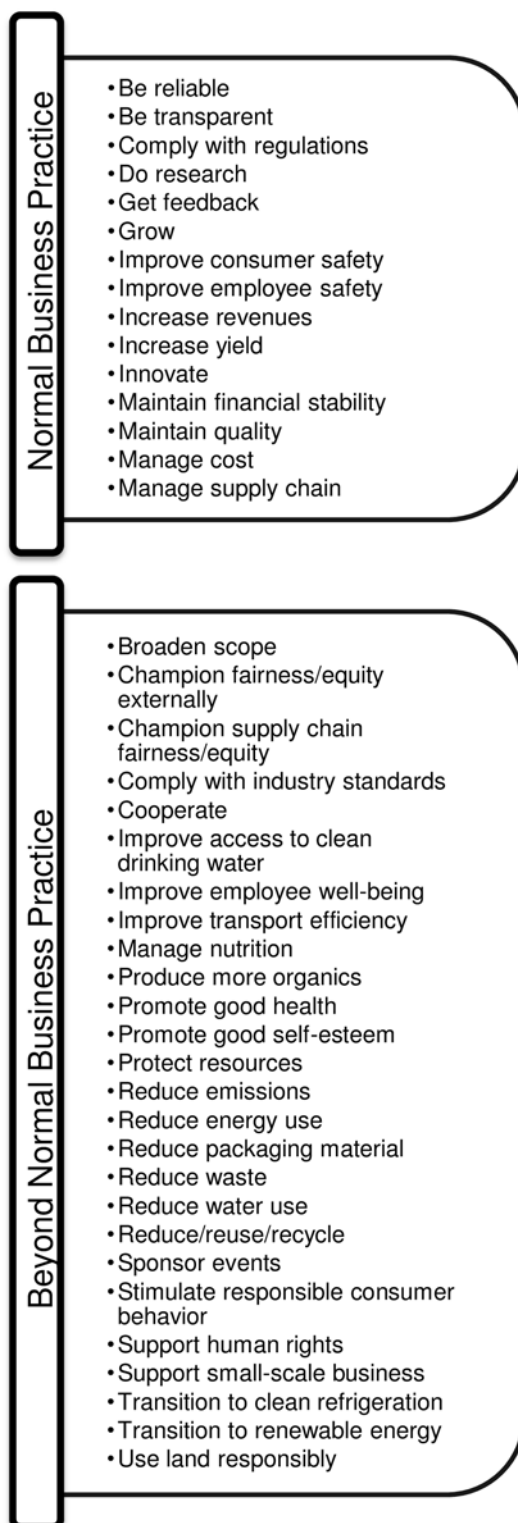 Normal Business Practice
•Be reliable
•Be transparent
•Comply with regulations
•Do research
•Get feedback
•Grow
•Improve consumer safety
•Improve employee safety
•Increase revenues
•Increase yield
•Innovate
•Maintain financial stability
•Maintain quality
•Manage cost
•Manage supply chain
Beyond Normal Business Practice
•Broaden scope
•Champion fairness/equity
externally
•Champion supply chain
fairness/equity
•Comply with industry standards
•Cooperate
•Improve access to clean
drinking water
•Improve employee well-being
•Improve transport efficiency
•Manage nutrition
•Produce more organics
•Promote good health
•Promote good self-esteem
•Protect resources
•Reduce emissions
•Reduce energy use
•Reduce packaging material
•Reduce waste
•Reduce water use
•Reduce/reuse/recycle
•Sponsor events
•Stimulate responsible consumer
behavior
•Support human rights
•Support small-scale business
•Transition to clean refrigeration
•Transition to renewable energy
•Use land responsibly